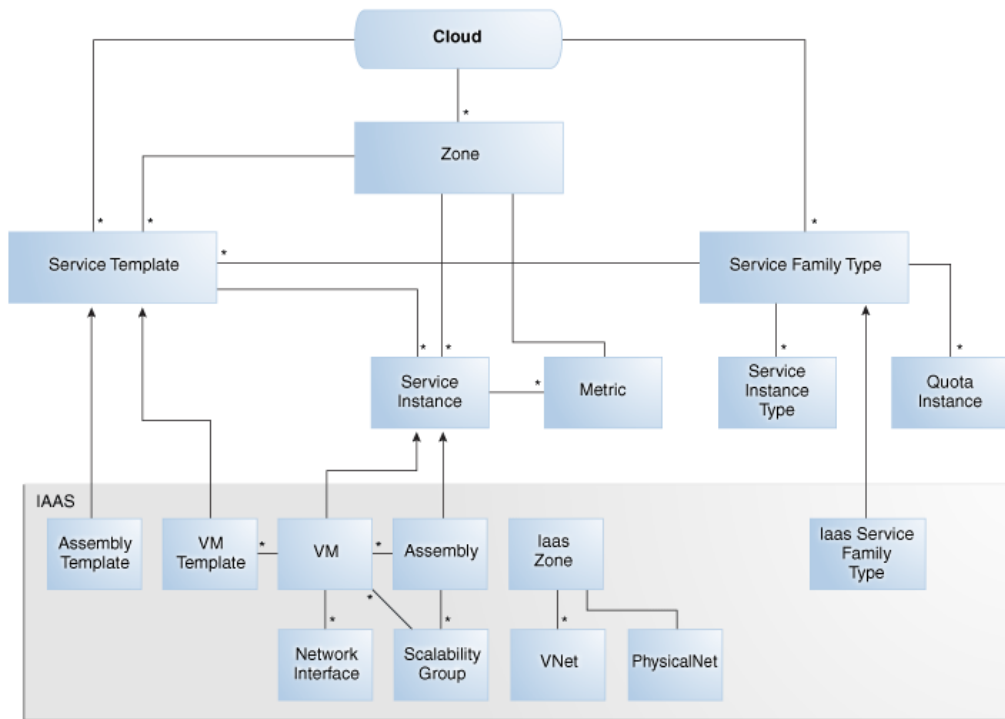 Cloud
*
Zone
*
*
*
*
Service Template
Service Family Type
*
*
*
*
Service
Instance
*
Metric
Service
Instance
Type
*
Quota
Instance
IAAS
Assembly
Template
VM
Template
*
VM
*
Assembly
Iaas
Zone
Iaas Service
Family
Type
*
*
*
*
Network
Interface
Scalability
Group
VNet
PhysicalNet